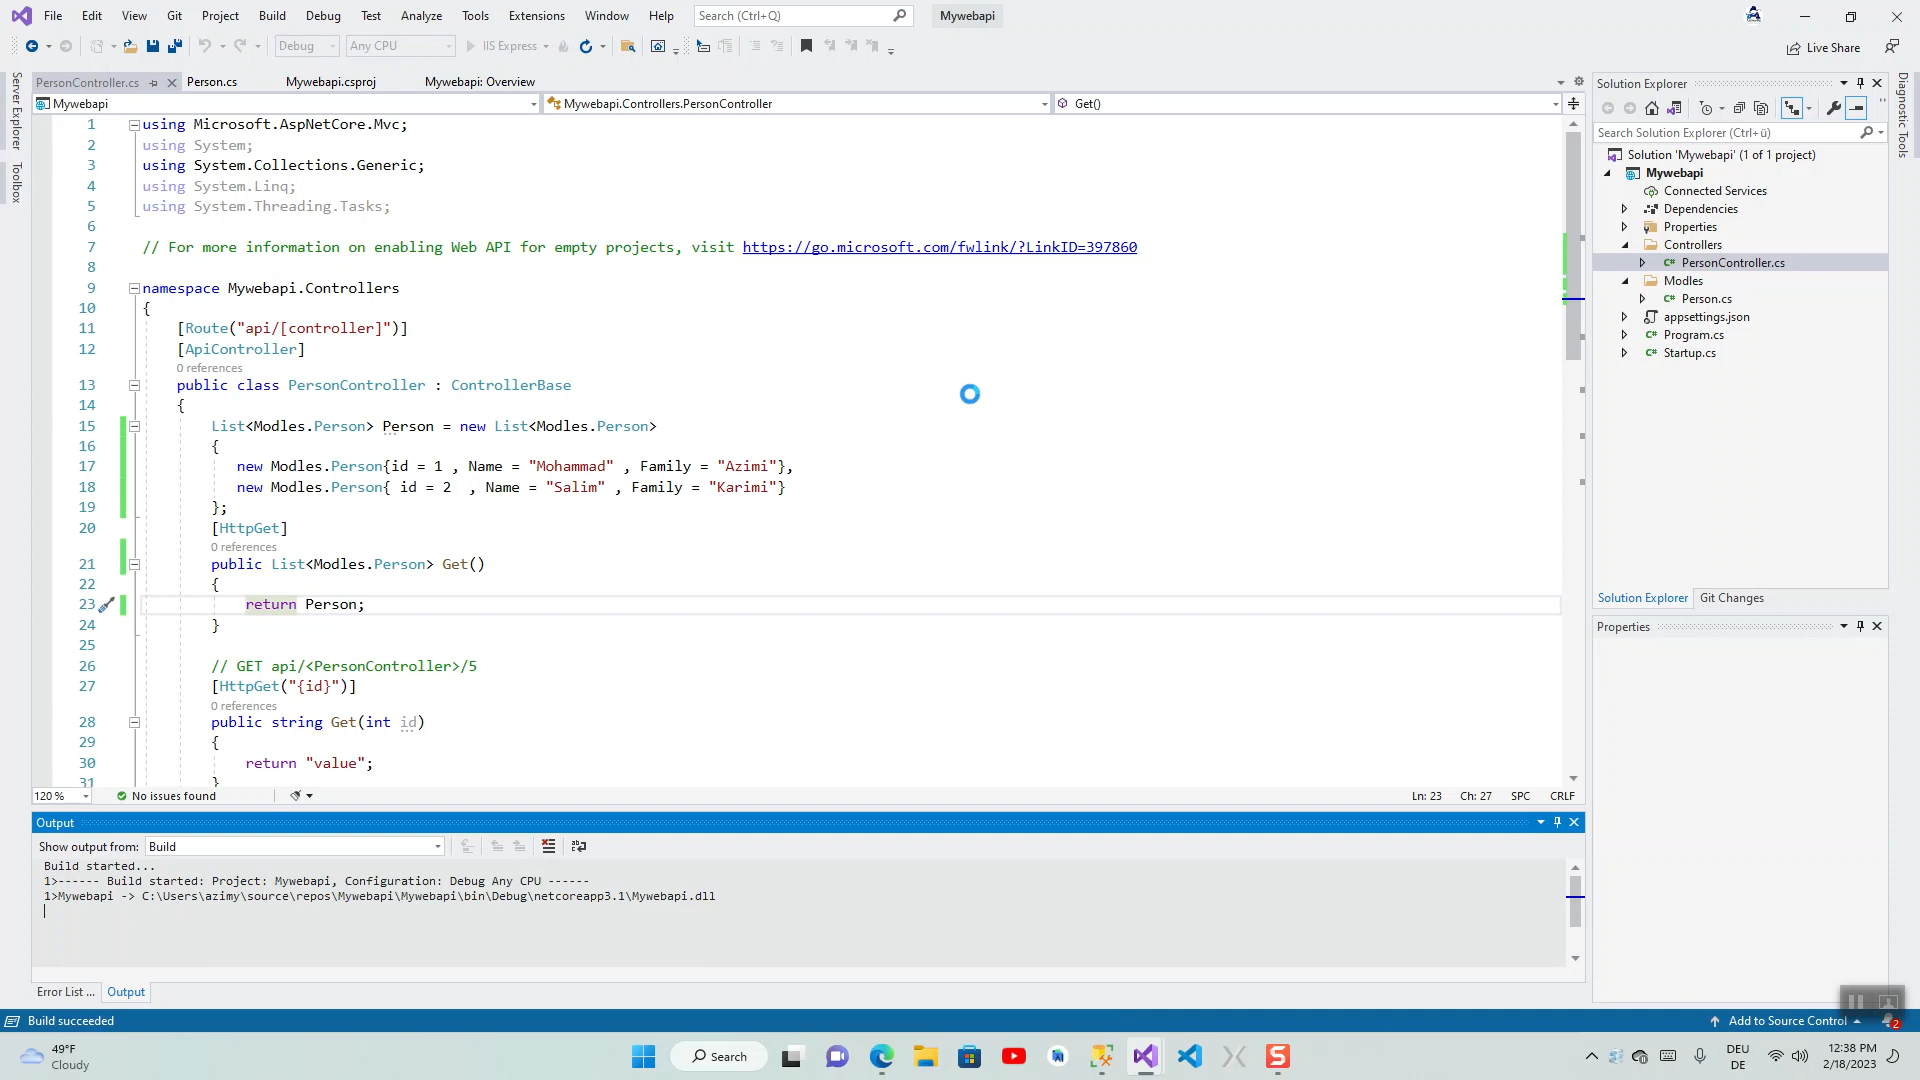 File Edit View Git Project Build Debug Test Analyze Tools Extensions Window Help Search (Ctrl+Q) Mywebapi
Debug Any CPU IIS Express Live Share
PersonController.cs Person.cs Mywebapi.csproj Mywebapi: Overview
Mywebapi Mywebapi.Controllers.PersonController Get()
Server Explorer
Toolbox
1 using Microsoft.AspNetCore.Mvc;
2 using System;
3 using System.Collections.Generic;
4 using System.Linq;
5 using System.Threading.Tasks;
6
7 // For more information on enabling Web API for empty projects, visit https://go.microsoft.com/fwlink/?LinkID=397860
8
9 namespace Mywebapi.Controllers
10 {
11 [Route("api/[controller]")]
12 [ApiController]
0 references
13 public class PersonController : ControllerBase
14 {
15 List<Modles.Person> Person = new List<Modles.Person>
16 {
17 new Modles.Person{id = 1 , Name = "Mohammad" , Family = "Azimi"},
18 new Modles.Person{ id = 2 , Name = "Salim" , Family = "Karimi"}
19 };
20 [HttpGet]
0 references
21 public List<Modles.Person> Get()
22 {
23 return Person;
24 }
25
26 // GET api/<PersonController>/5
27 [HttpGet("{id}")]
0 references
28 public string Get(int id)
29 {
30 return "value";
31 }
120 % No issues found Ln: 23 Ch: 27 SPC CRLF
Output
Show output from: Build
Build started...
1>------ Build started: Project: Mywebapi, Configuration: Debug Any CPU ------
1>Mywebapi -> C:\Users\azimy\source\repos\Mywebapi\Mywebapi\bin\Debug\netcoreapp3.1\Mywebapi.dll
Error List ... Output
Solution Explorer
Search Solution Explorer (Ctrl+ü)
Solution 'Mywebapi' (1 of 1 project)
Mywebapi
Connected Services
Dependencies
Properties
Controllers
C# PersonController.cs
Modles
C# Person.cs
appsettings.json
C# Program.cs
C# Startup.cs
Solution Explorer Git Changes
Properties
Diagnostic Tools
Build succeeded Add to Source Control 2
49°F
Cloudy
Search
DEU
DE
12:38 PM
2/18/2023